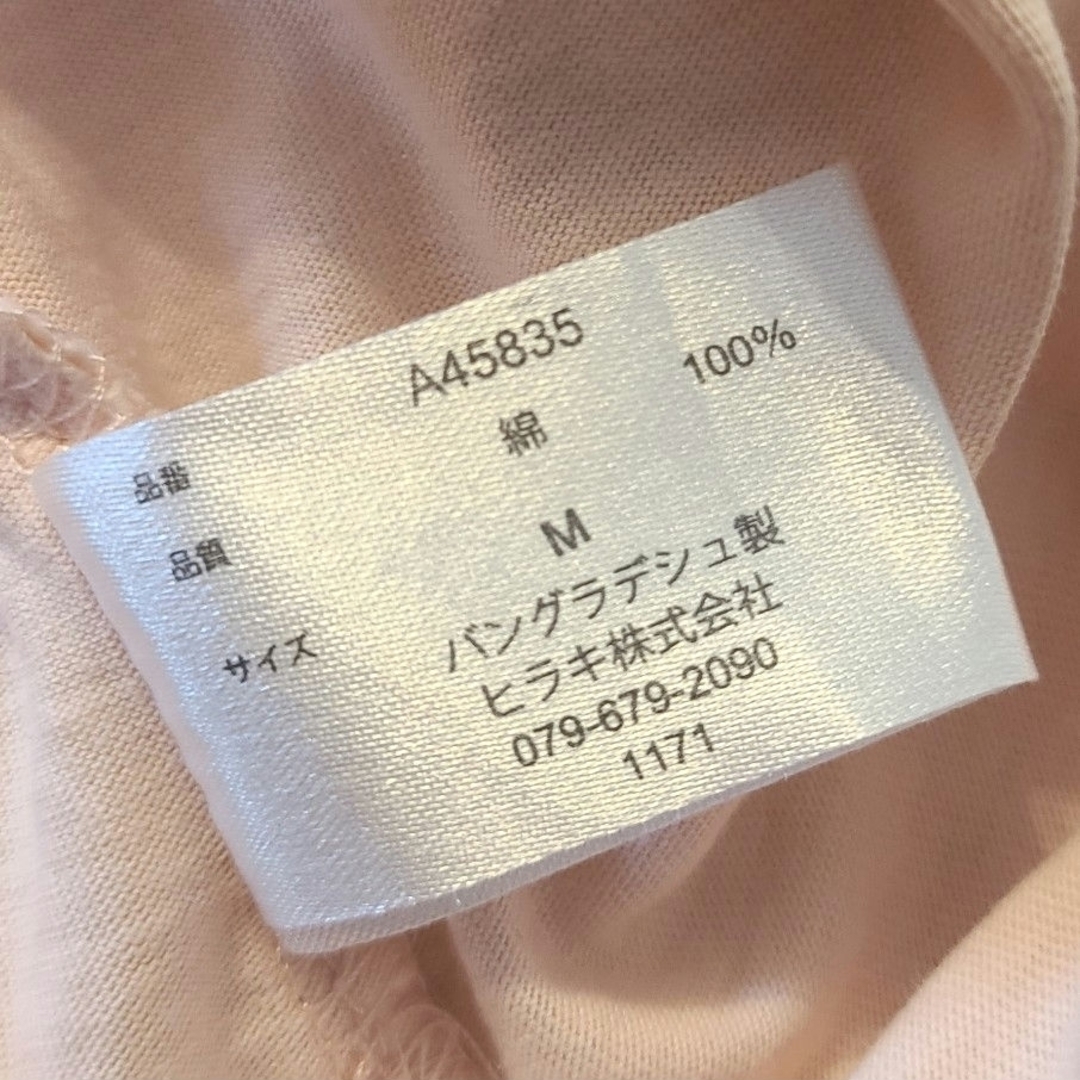 品番 A45835
品質 綿 100%
サイズ M
バングラデシュ製
ヒラキ株式会社
079-679-2090
1171